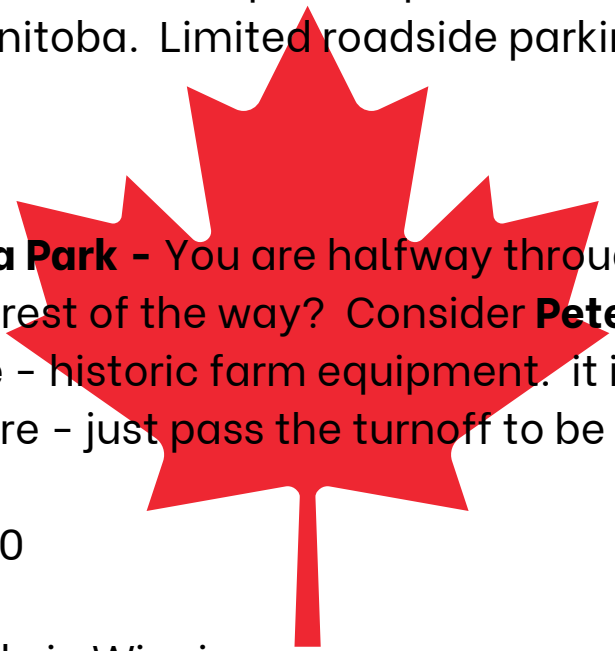 nitoba. Limited roadside parki
a Park - You are halfway throu
rest of the way? Consider Pete
– historic farm equipment. it i
re – just pass the turnoff to be
0